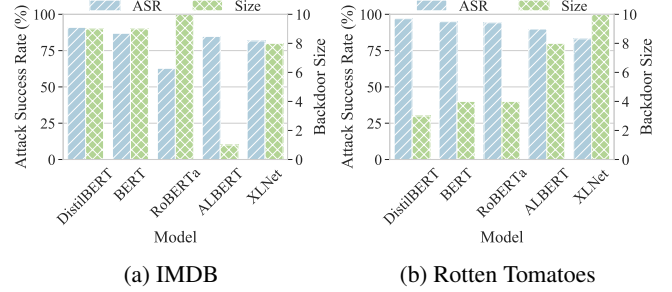 ASR Size
Attack Success Rate (%)
100
75
50
25
0
10
8
6
4
2
0
Backdoor Size
DistilBERT
BERT
RoBERTa
ALBERT
XLNet
Model
(a) IMDB
ASR Size
Attack Success Rate (%)
100
75
50
25
0
10
8
6
4
2
0
Backdoor Size
DistilBERT
BERT
RoBERTa
ALBERT
XLNet
Model
(b) Rotten Tomatoes